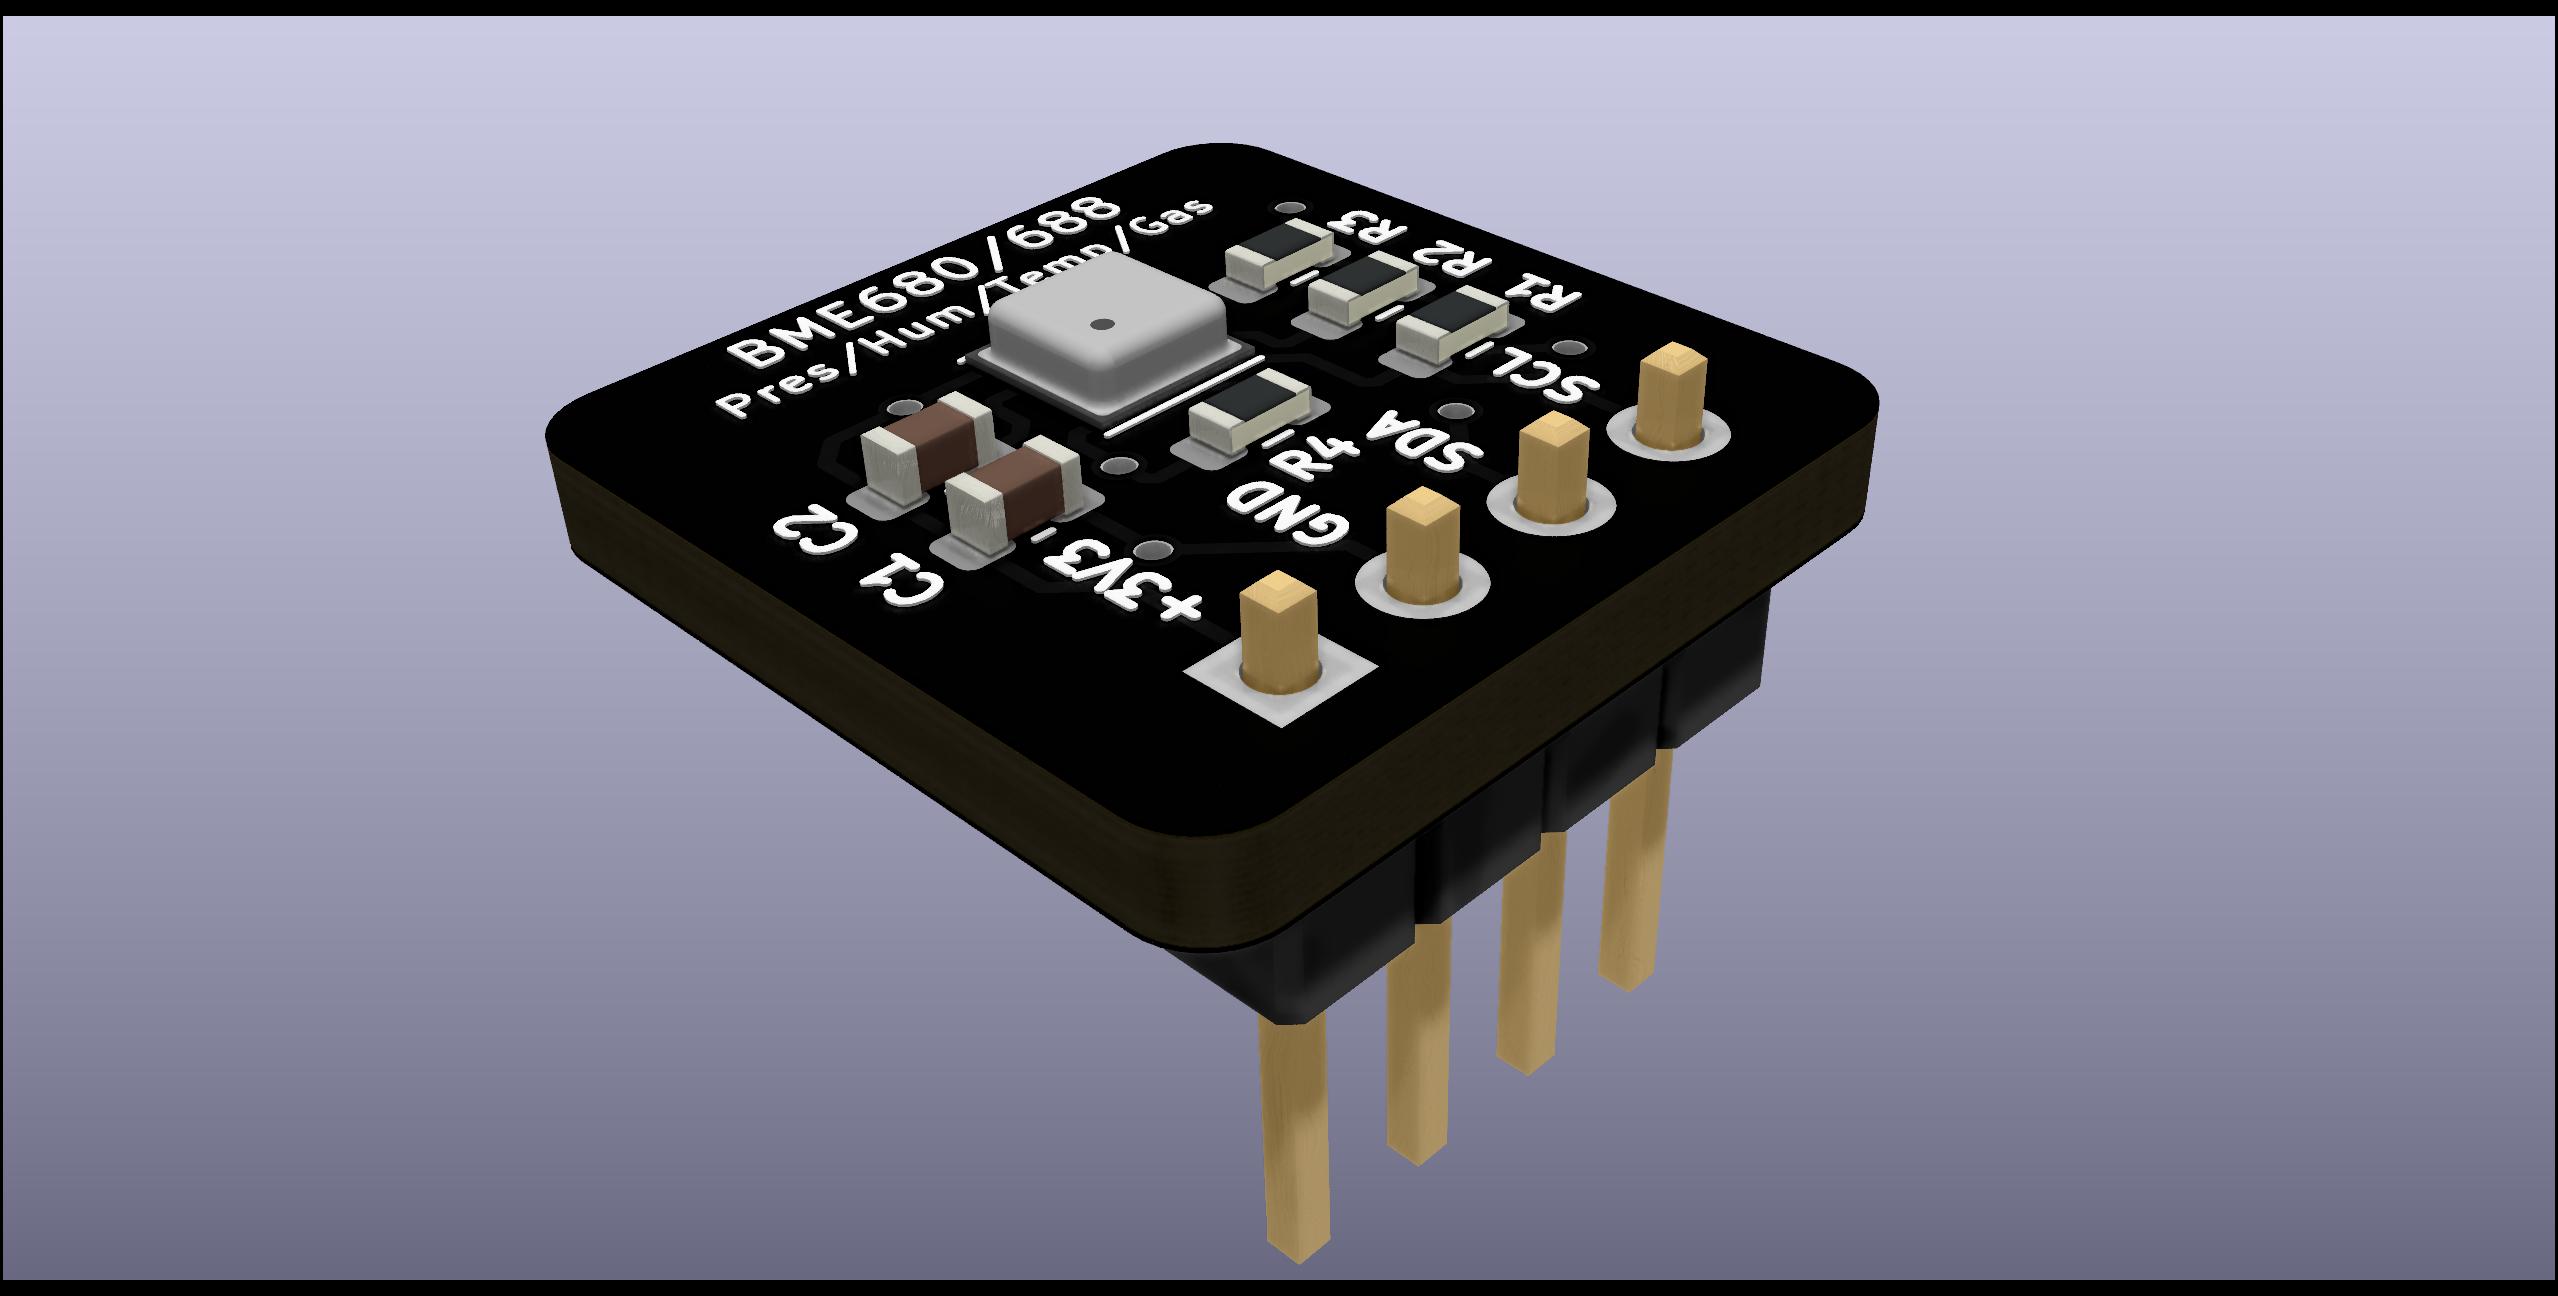 BME680/688
Pres/Hum/Temp/Gas
R3
R2
R1
SCL
SDA
R4
GND
+3V3
C2
C1